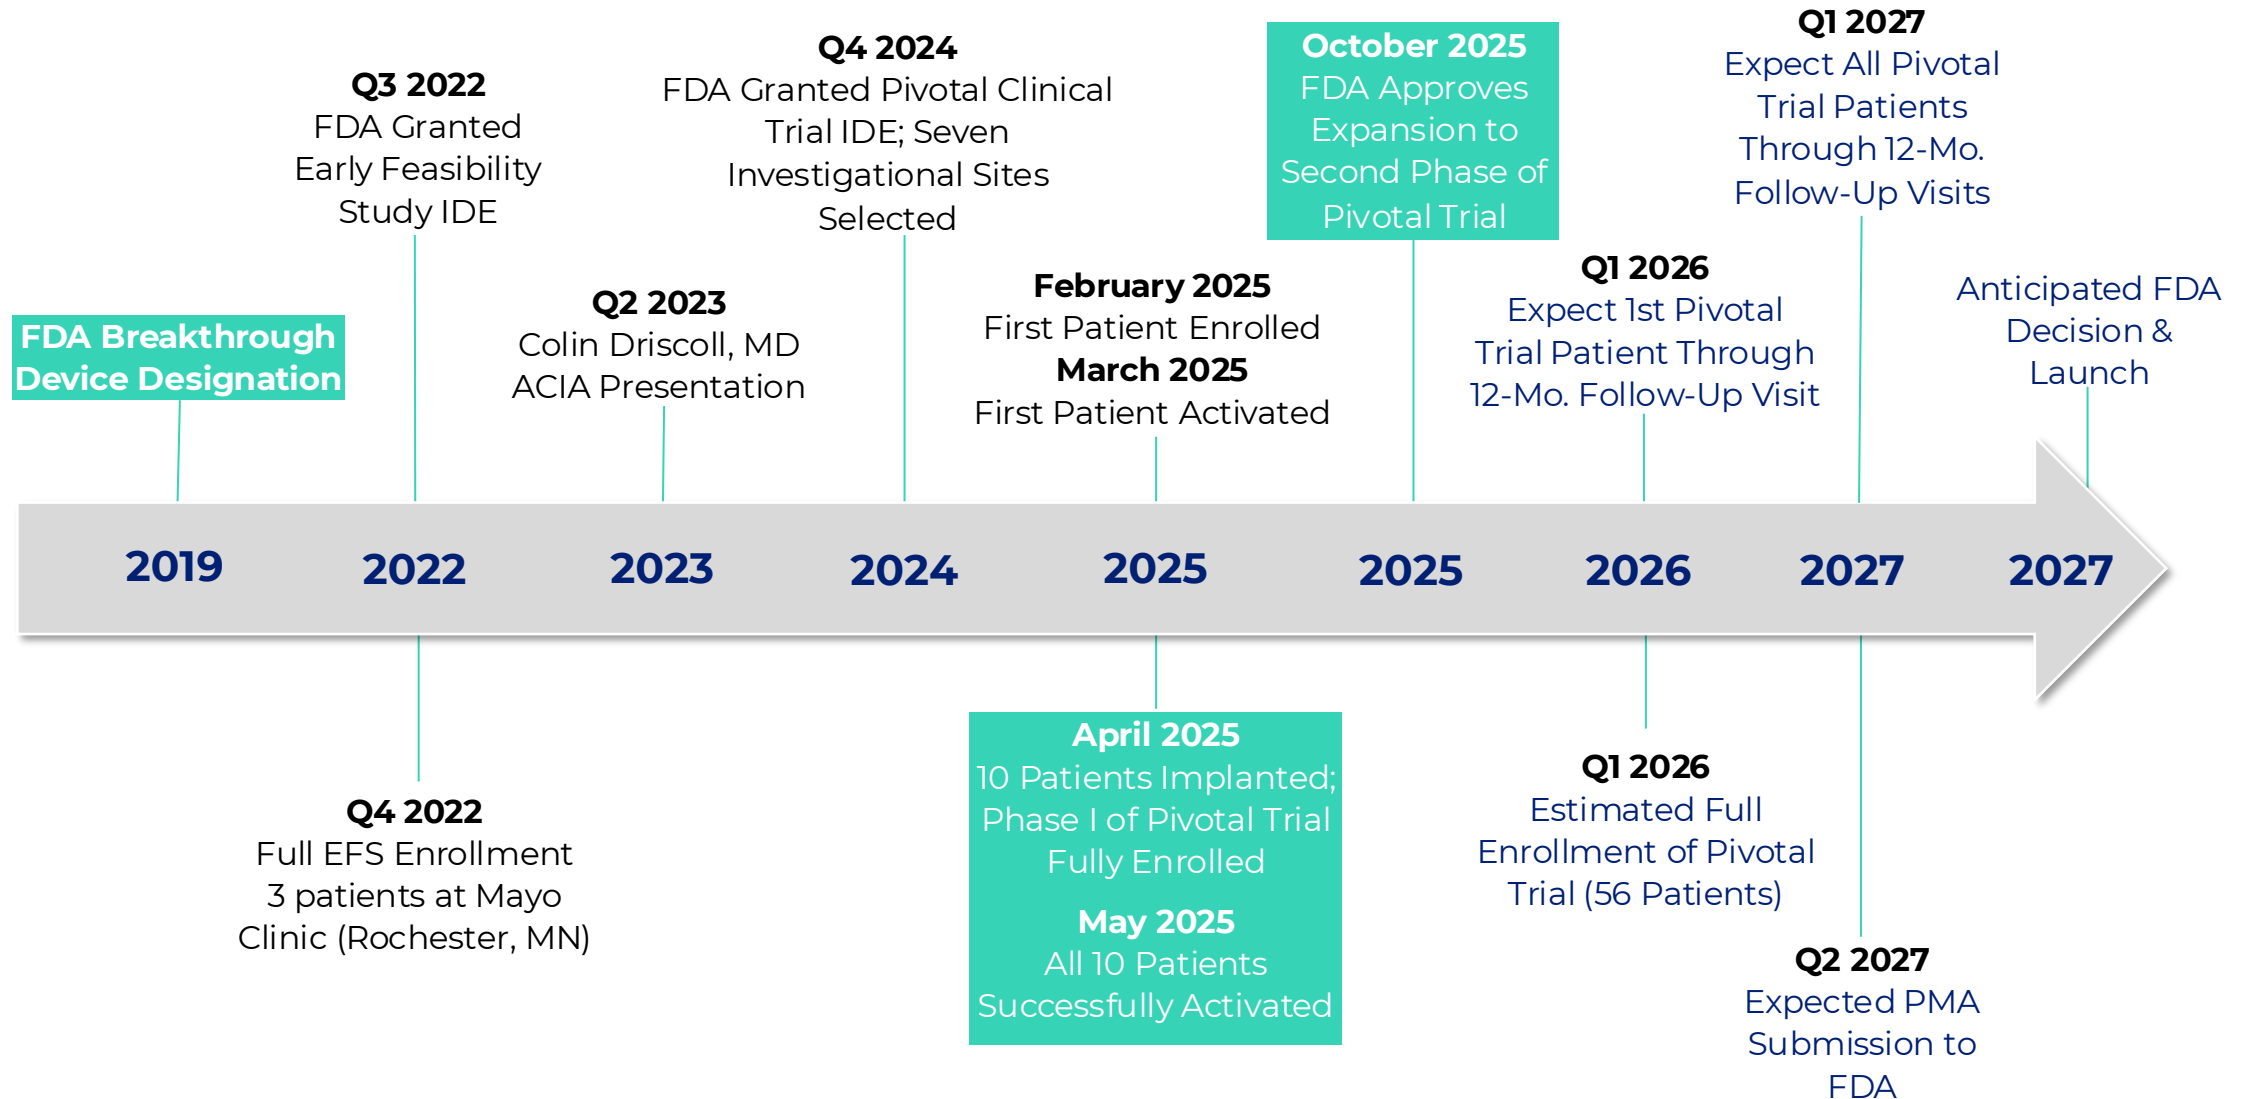 FDA Breakthrough
Device Designation
Q3 2022
FDA Granted
Early Feasibility
Study IDE
Q2 2023
Colin Driscoll, MD
ACIA Presentation
Q4 2024
FDA Granted Pivotal Clinical
Trial IDE; Seven
Investigational Sites
Selected
February 2025
First Patient Enrolled
March 2025
First Patient Activated
October 2025
FDA Approves
Expansion to
Second Phase of
Pivotal Trial
Q1 2026
Expect 1st Pivotal
Trial Patient Through
12-Mo. Follow-Up Visit
Q1 2027
Expect All Pivotal
Trial Patients
Through 12-Mo.
Follow-Up Visits
Anticipated FDA
Decision &
Launch
2019
2022
2023
2024
2025
2025
2026
2027
2027
Q4 2022
Full EFS Enrollment
3 patients at Mayo
Clinic (Rochester, MN)
April 2025
10 Patients Implanted;
Phase I of Pivotal Trial
Fully Enrolled
May 2025
All 10 Patients
Successfully Activated
Q1 2026
Estimated Full
Enrollment of Pivotal
Trial (56 Patients)
Q2 2027
Expected PMA
Submission to
FDA